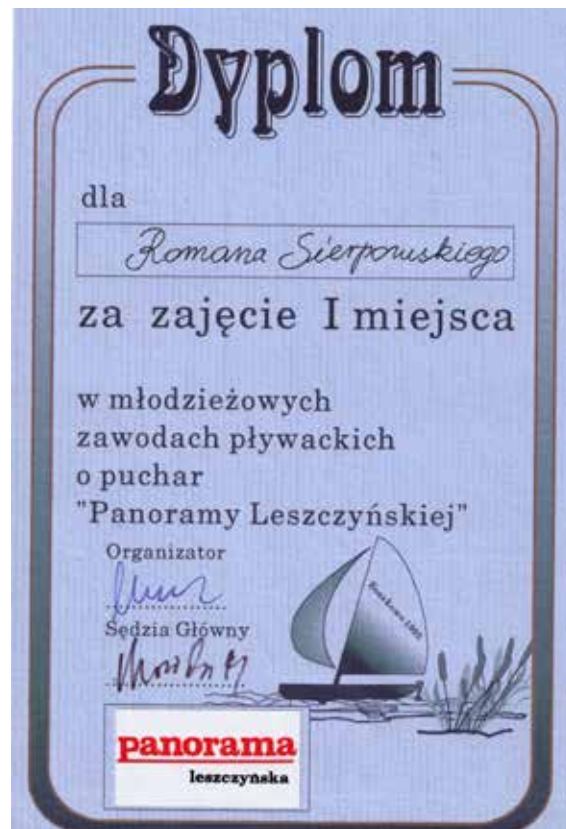 Dyplom
dla
Romana Sierpowskiego
za zajęcie I miejsca
w młodzieżowych
zawodach pływackich
o puchar
"Panoramy Leszczyńskiej"
Organizator
Sędzia Główny
panorama
leszczyńska